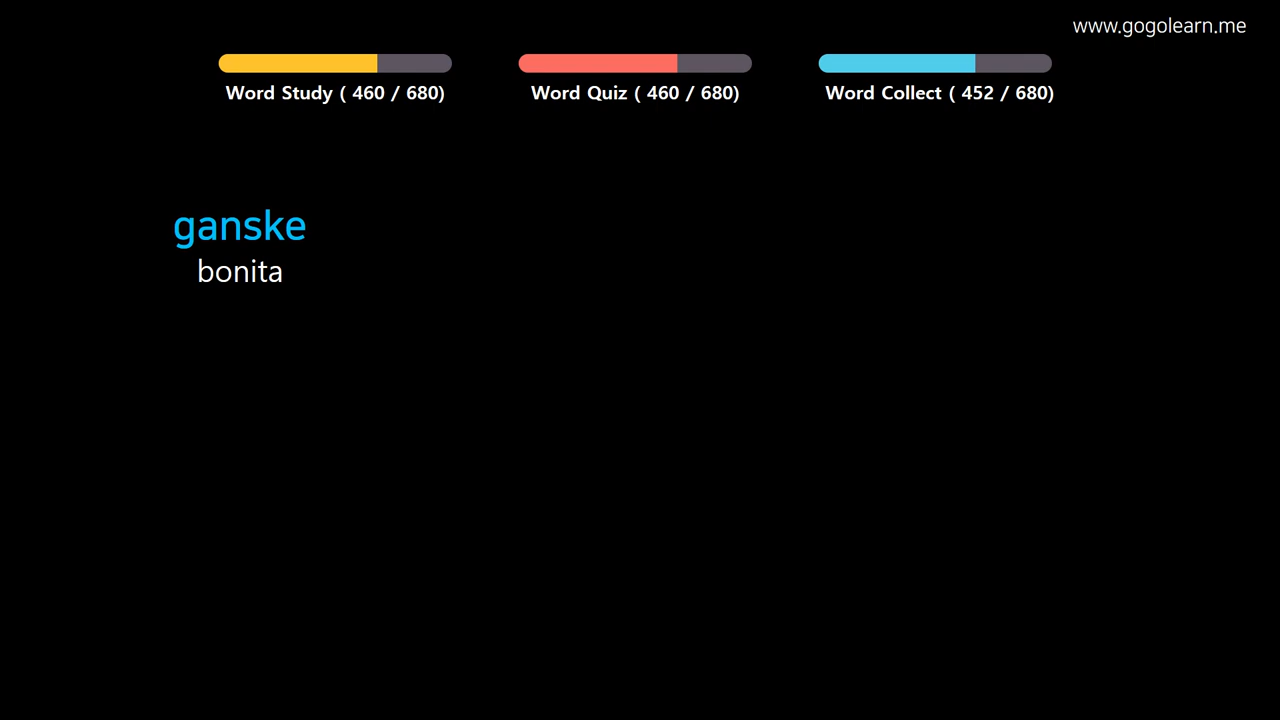 www.gogolearn.me
Word Study ( 460 / 680)
Word Quiz ( 460 / 680)
Word Collect ( 452 / 680)
ganske
bonita